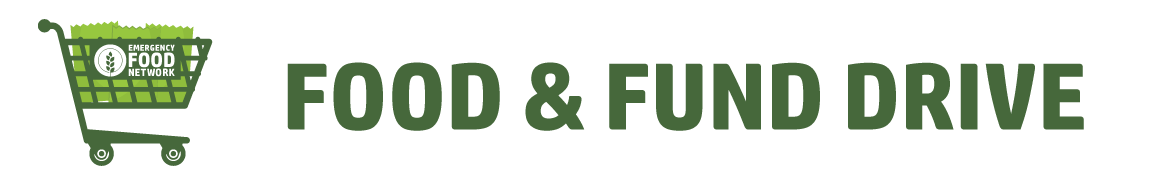 EMERGENCY
FOOD
NETWORK
FOOD & FUND DRIVE